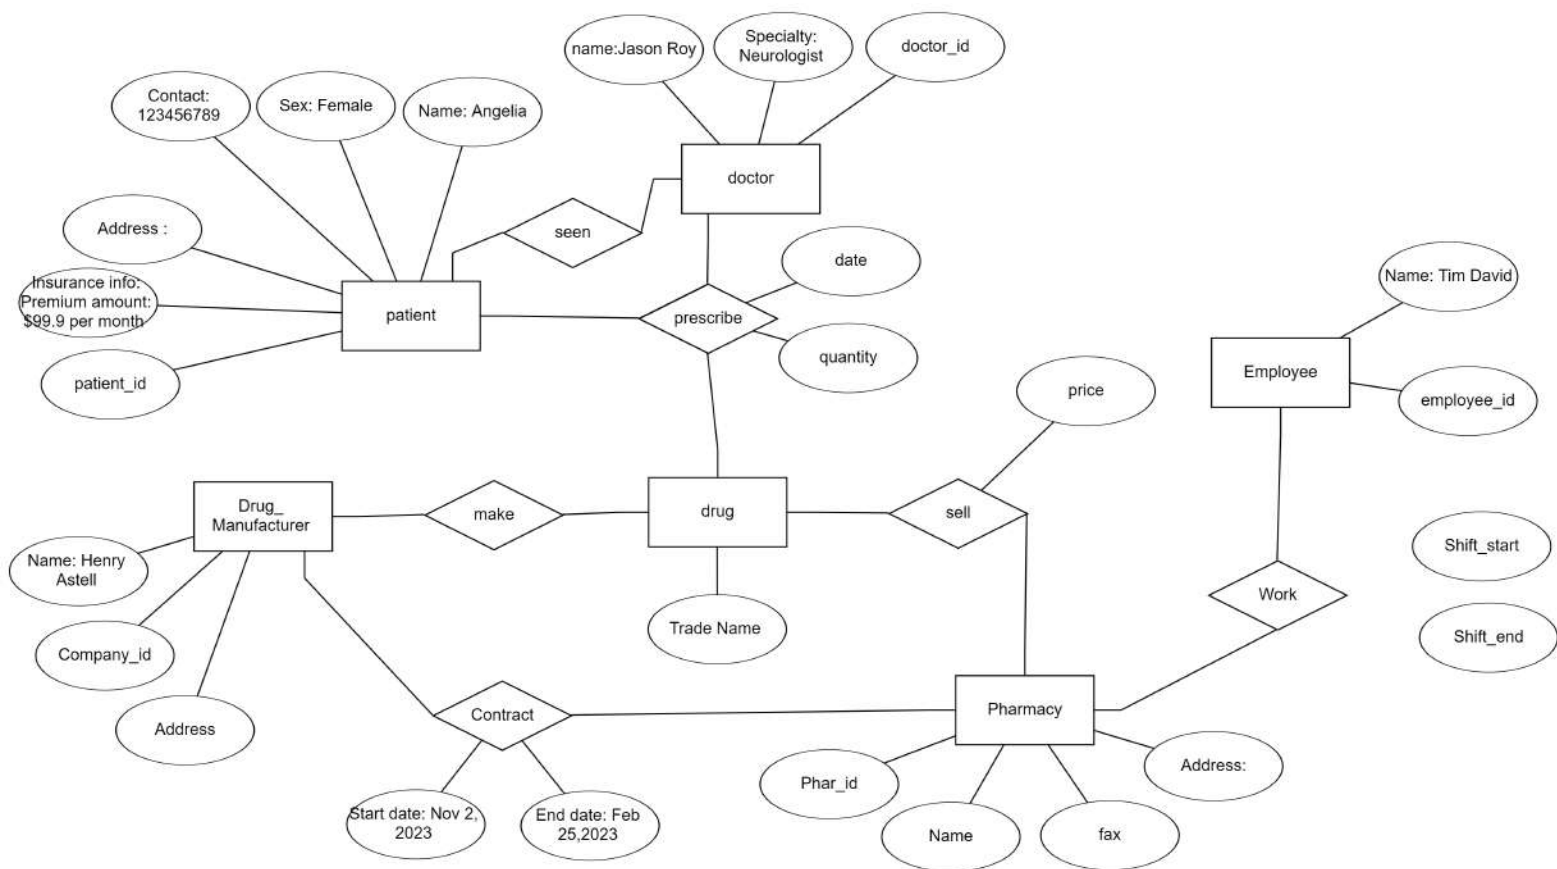 name:Jason Roy
Specialty:
Neurologist
doctor_id
Contact:
123456789
Sex: Female
Name: Angelia
doctor
Address :
seen
date
Insurance info:
Premium amount:
$99.9 per month
patient
prescribe
Name: Tim David
patient_id
quantity
Employee
price
employee_id
Drug_
Manufacturer
make
drug
sell
Shift_start
Name: Henry
Astell
Work
Trade Name
Shift_end
Company_id
Address
Contract
Pharmacy
Address:
Phar_id
Start date: Nov 2,
2023
End date: Feb
25,2023
Name
fax